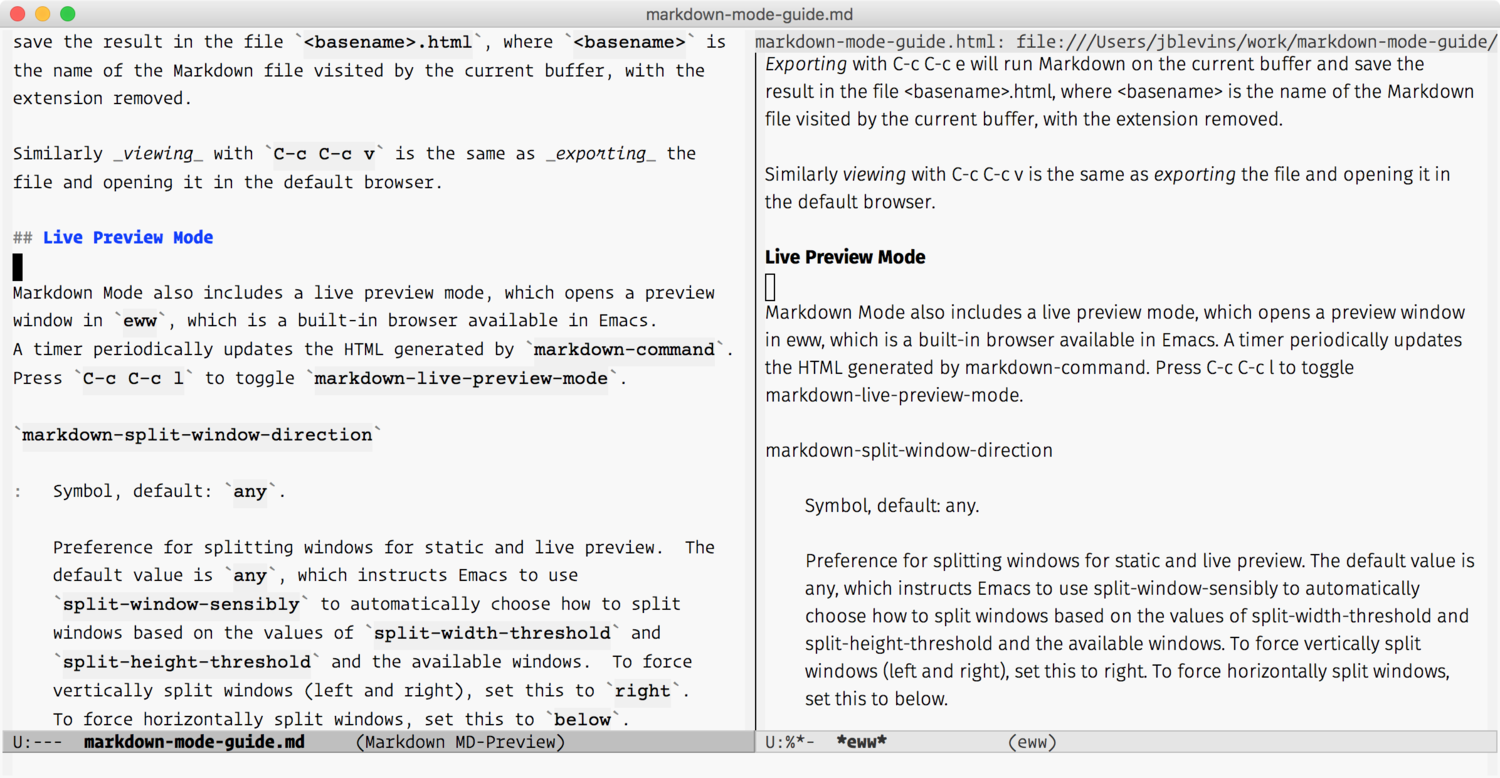 markdown-mode-guide.md
save the result in the file `<basename>.html`, where `<basename>` is
the name of the Markdown file visited by the current buffer, with the
extension removed.
Similarly _viewing_ with `C-c C-c v` is the same as _exporting_ the
file and opening it in the default browser.
## Live Preview Mode
Markdown Mode also includes a live preview mode, which opens a preview
window in `eww`, which is a built-in browser available in Emacs.
A timer periodically updates the HTML generated by `markdown-command`.
Press `C-c C-c l` to toggle `markdown-live-preview-mode`.
`markdown-split-window-direction`
:   Symbol, default: `any`.
Preference for splitting windows for static and live preview.  The
default value is `any`, which instructs Emacs to use
`split-window-sensibly` to automatically choose how to split
windows based on the values of `split-width-threshold` and
`split-height-threshold` and the available windows.  To force
vertically split windows (left and right), set this to `right`.
To force horizontally split windows, set this to `below`.
U:---  markdown-mode-guide.md     (Markdown MD-Preview)
markdown-mode-guide.html: file:///Users/jblevins/work/markdown-mode-guide/
Exporting with C-c C-c e will run Markdown on the current buffer and save the
result in the file <basename>.html, where <basename> is the name of the Markdown
file visited by the current buffer, with the extension removed.
Similarly viewing with C-c C-c v is the same as exporting the file and opening it in
the default browser.
Live Preview Mode
Markdown Mode also includes a live preview mode, which opens a preview window
in eww, which is a built-in browser available in Emacs. A timer periodically updates
the HTML generated by markdown-command. Press C-c C-c l to toggle
markdown-live-preview-mode.
markdown-split-window-direction
Symbol, default: any.
Preference for splitting windows for static and live preview. The default value is
any, which instructs Emacs to use split-window-sensibly to automatically
choose how to split windows based on the values of split-width-threshold and
split-height-threshold and the available windows. To force vertically split
windows (left and right), set this to right. To force horizontally split windows,
set this to below.
U:%*-  *eww*            (eww)